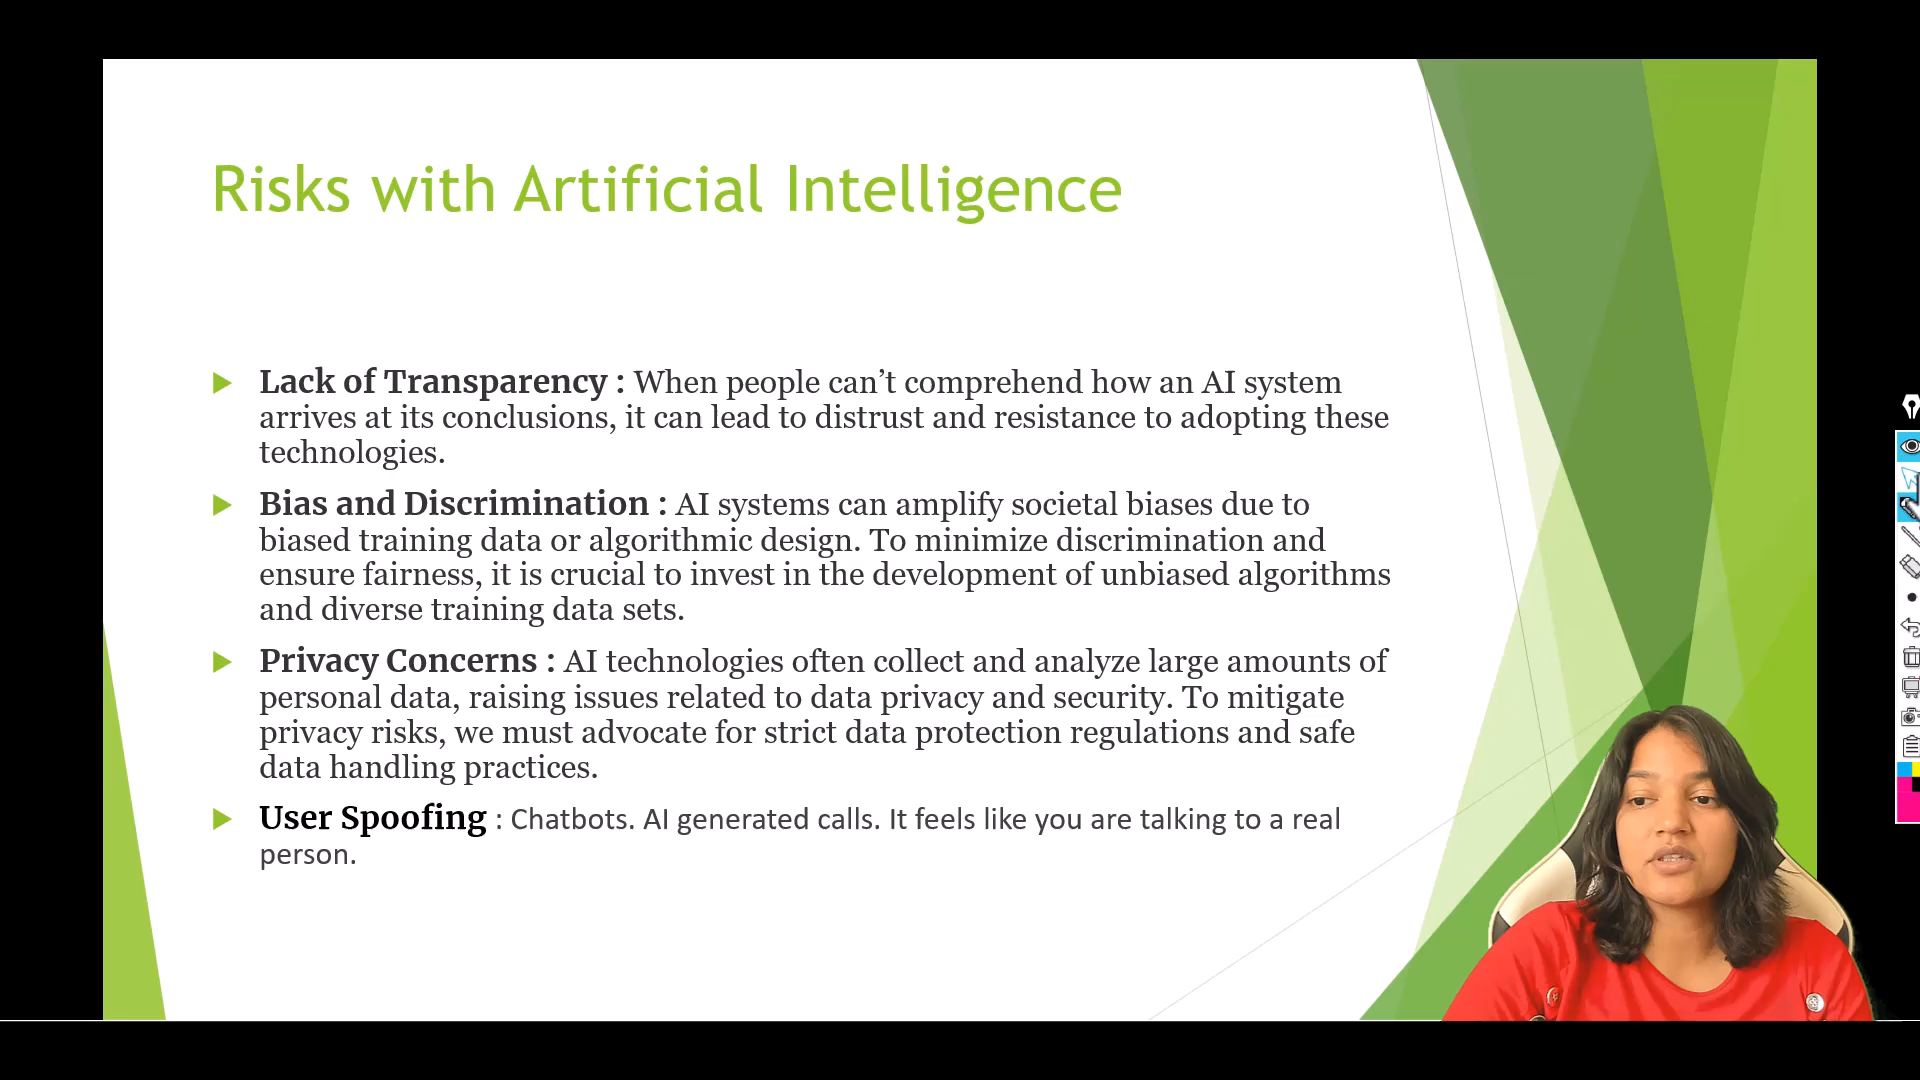 Risks with Artificial Intelligence
Lack of Transparency : When people can’t comprehend how an AI system
arrives at its conclusions, it can lead to distrust and resistance to adopting these
technologies.
Bias and Discrimination : AI systems can amplify societal biases due to
biased training data or algorithmic design. To minimize discrimination and
ensure fairness, it is crucial to invest in the development of unbiased algorithms
and diverse training data sets.
Privacy Concerns : AI technologies often collect and analyze large amounts of
personal data, raising issues related to data privacy and security. To mitigate
privacy risks, we must advocate for strict data protection regulations and safe
data handling practices.
User Spoofing : Chatbots. AI generated calls. It feels like you are talking to a real
person.